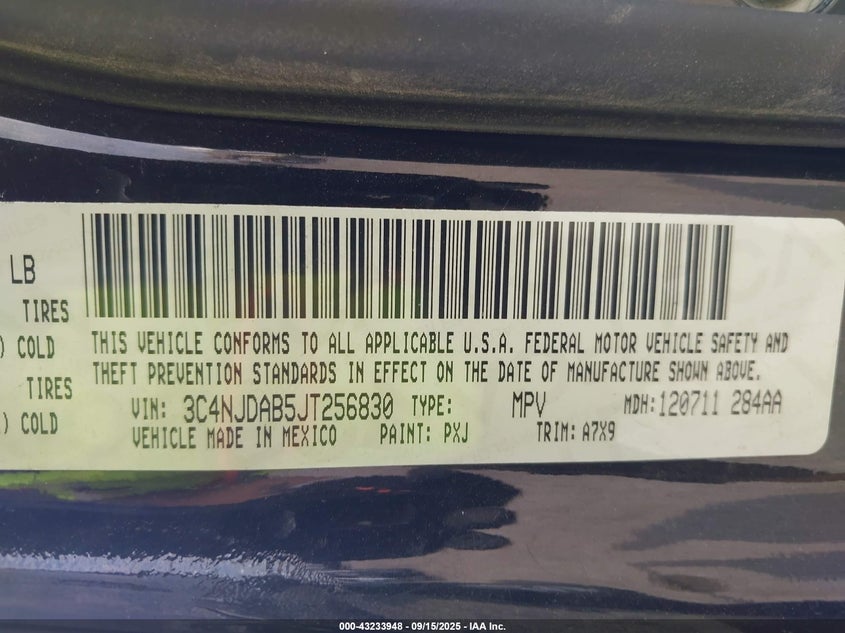 LB
TIRES
) COLD
TIRES
) COLD
THIS VEHICLE CONFORMS TO ALL APPLICABLE U.S.A. FEDERAL MOTOR VEHICLE SAFETY AND
THEFT PREVENTION STANDARDS IN EFFECT ON THE DATE OF MANUFACTURE SHOWN ABOVE.
VIN: 3C4NJDAB5JT256830 TYPE: MPV MDH:120711 284AA
VEHICLE MADE IN MEXICO PAINT: PXJ TRIM: A7X9
000-43233948 - 09/15/2025 - IAA Inc.